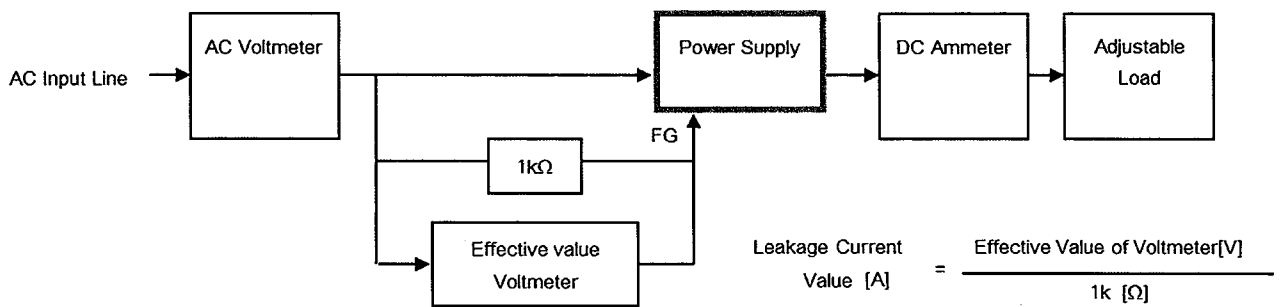 AC Input Line
AC Voltmeter
Power Supply
DC Ammeter
Adjustable
Load
FG
1kΩ
Effective value
Voltmeter
Leakage Current
Value [A]
=
Effective Value of Voltmeter[V]
1k [Ω]